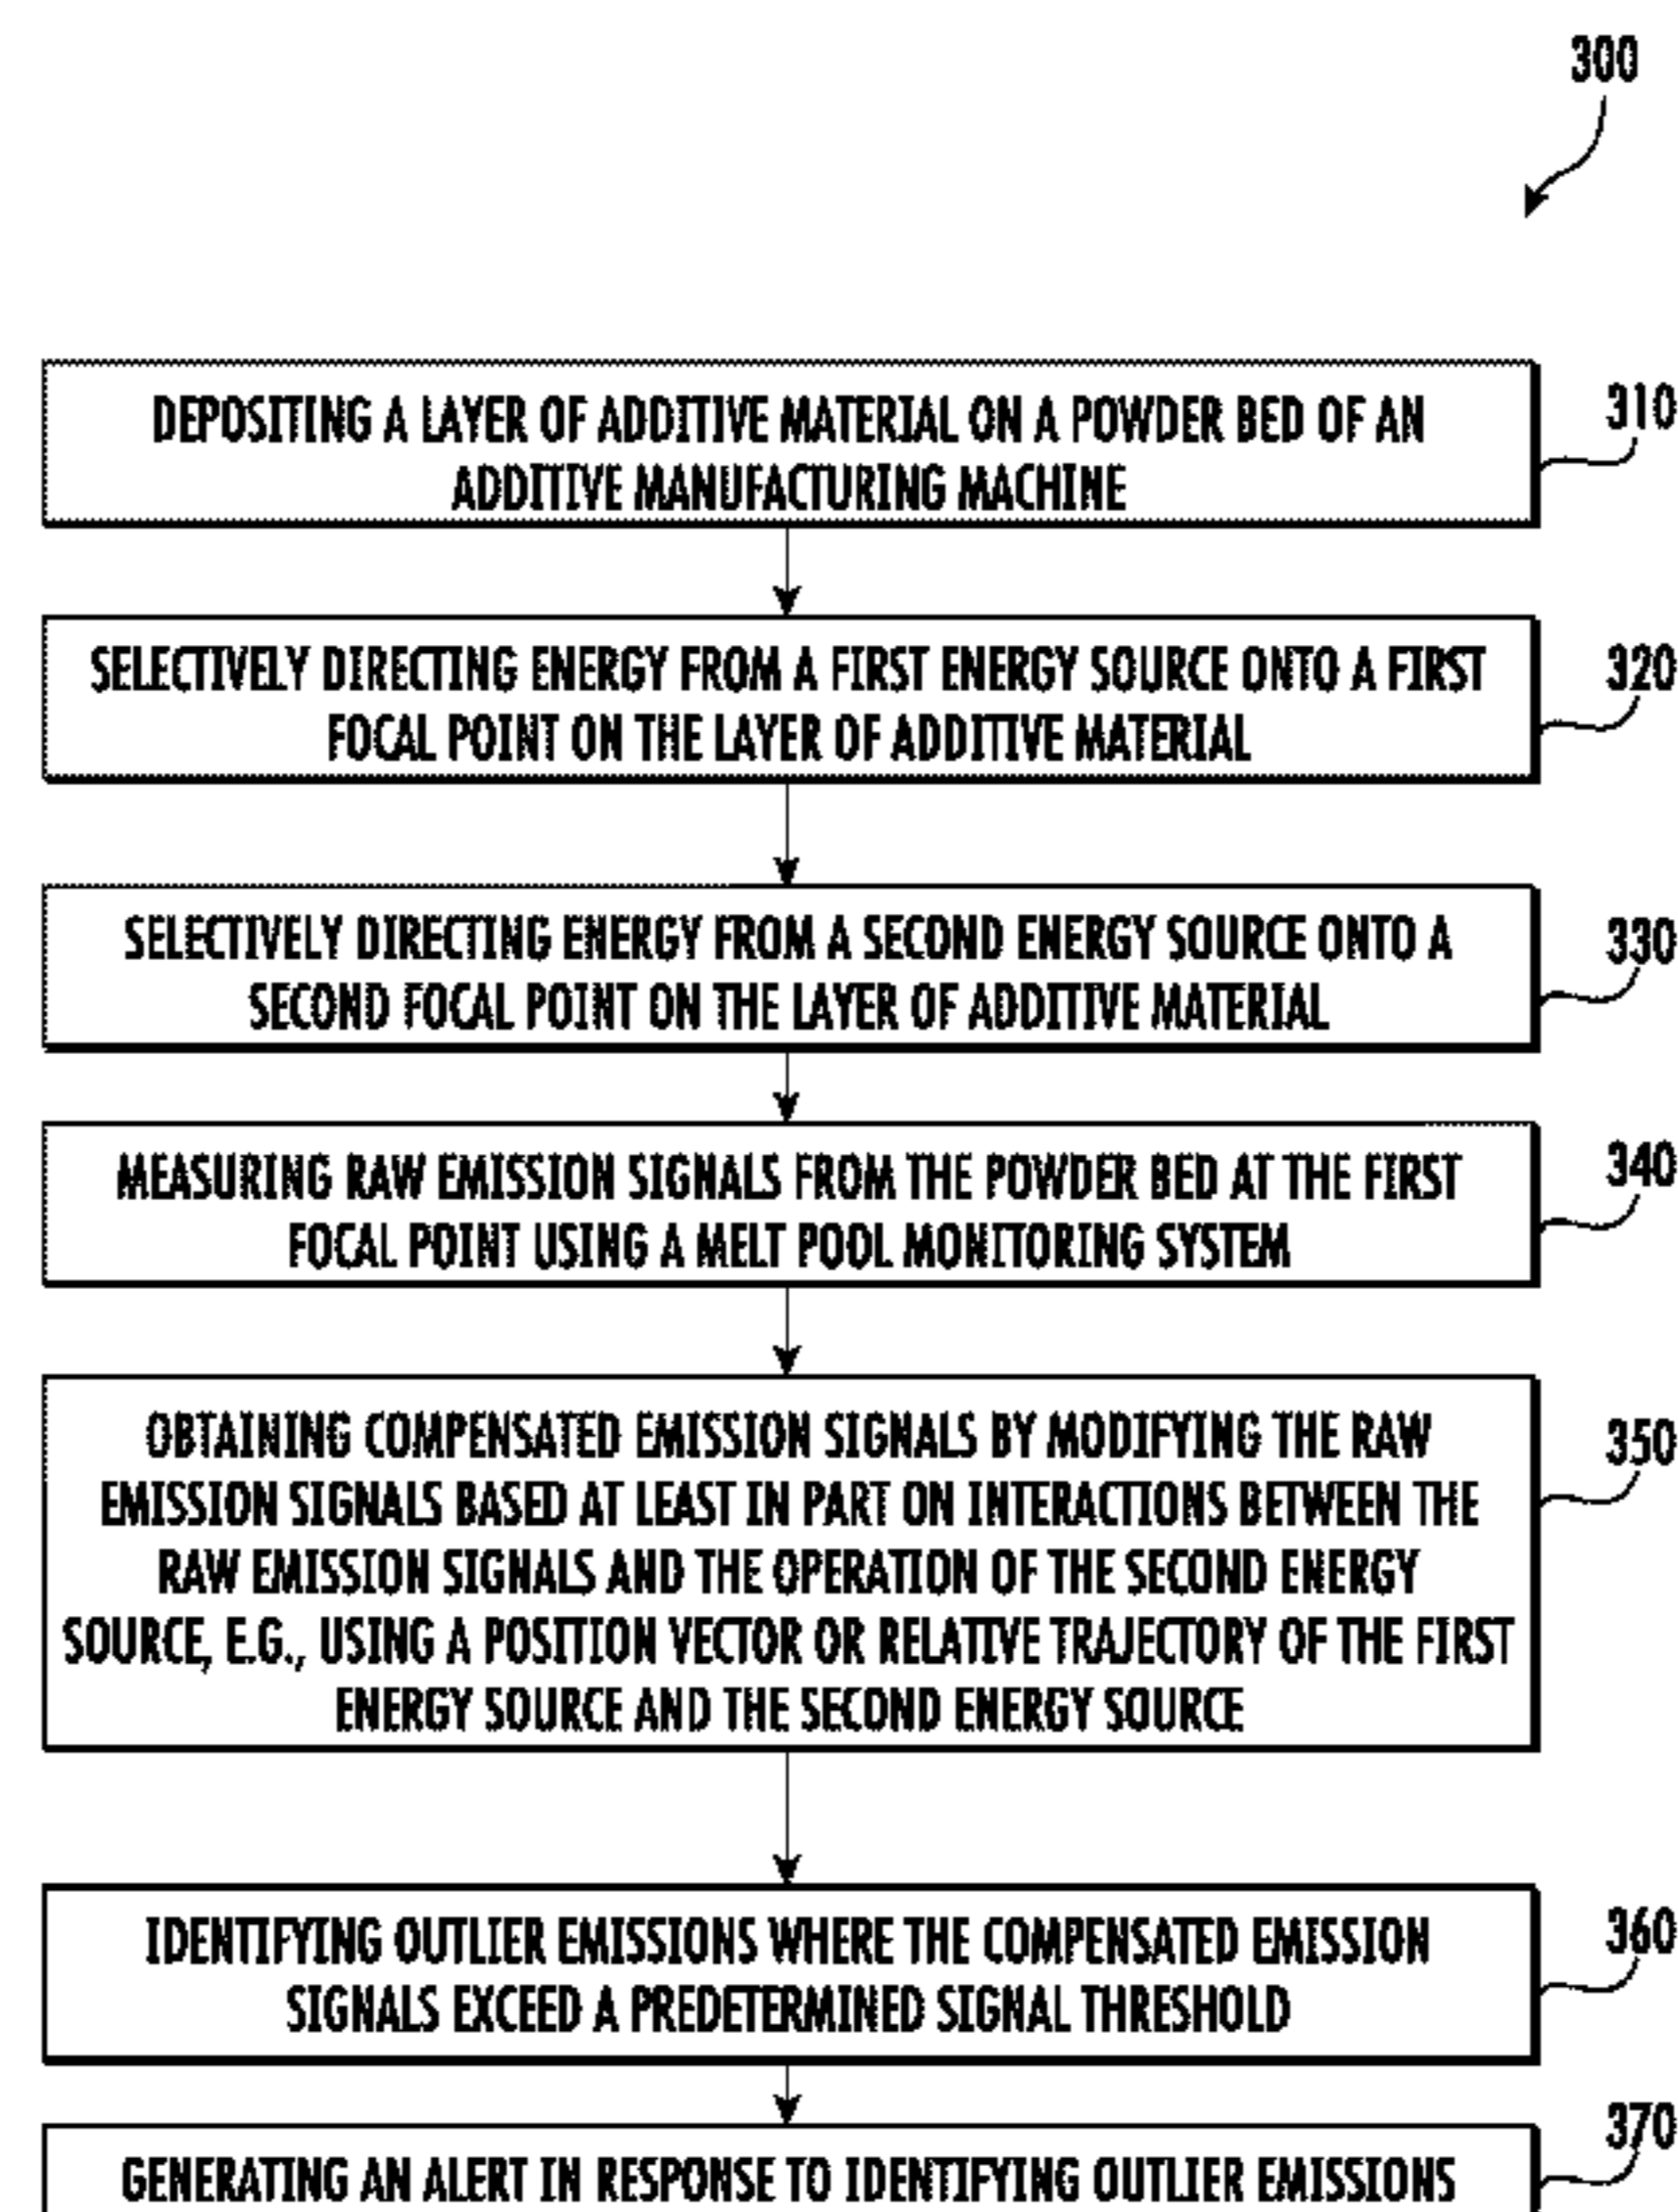 300
DEPOSITING A LAYER OF ADDITIVE MATERIAL ON A POWDER BED OF AN
ADDITIVE MANUFACTURING MACHINE
310
SELECTIVELY DIRECTING ENERGY FROM A FIRST ENERGY SOURCE ONTO A FIRST
FOCAL POINT ON THE LAYER OF ADDITIVE MATERIAL
320
SELECTIVELY DIRECTING ENERGY FROM A SECOND ENERGY SOURCE ONTO A
SECOND FOCAL POINT ON THE LAYER OF ADDITIVE MATERIAL
330
MEASURING RAW EMISSION SIGNALS FROM THE POWDER BED AT THE FIRST
FOCAL POINT USING A MELT POOL MONITORING SYSTEM
340
OBTAINING COMPENSATED EMISSION SIGNALS BY MODIFYING THE RAW
EMISSION SIGNALS BASED AT LEAST IN PART ON INTERACTIONS BETWEEN THE
RAW EMISSION SIGNALS AND THE OPERATION OF THE SECOND ENERGY
SOURCE, E.G., USING A POSITION VECTOR OR RELATIVE TRAJECTORY OF THE FIRST
ENERGY SOURCE AND THE SECOND ENERGY SOURCE
350
IDENTIFYING OUTLIER EMISSIONS WHERE THE COMPENSATED EMISSION
SIGNALS EXCEED A PREDETERMINED SIGNAL THRESHOLD
360
GENERATING AN ALERT IN RESPONSE TO IDENTIFYING OUTLIER EMISSIONS
370